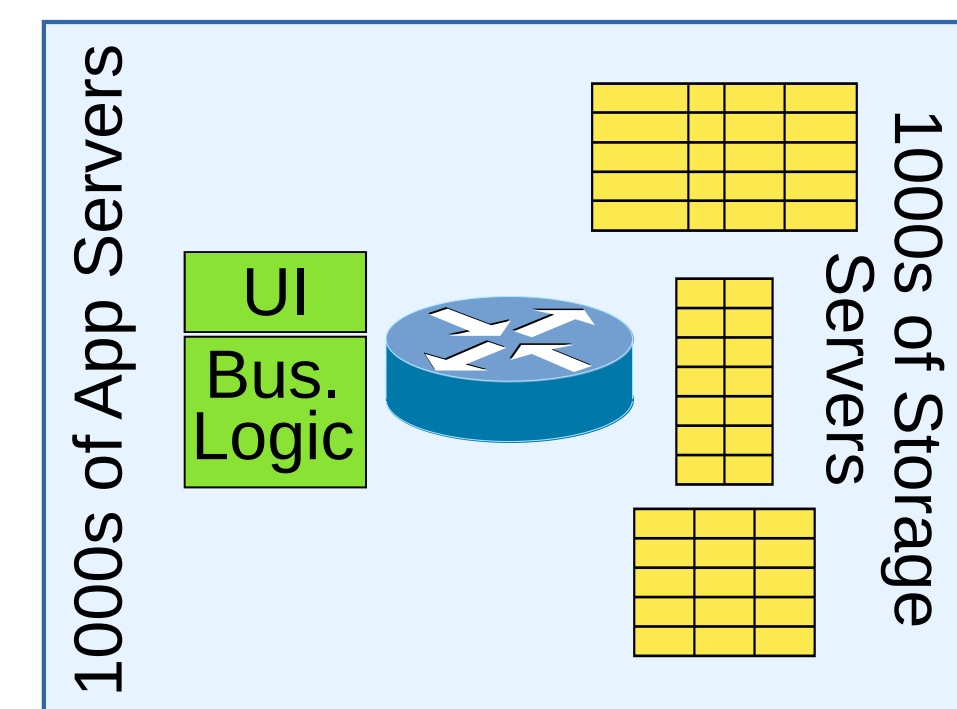 1000s of App Servers
UI
Bus.
Logic
1000s of Storage
Servers